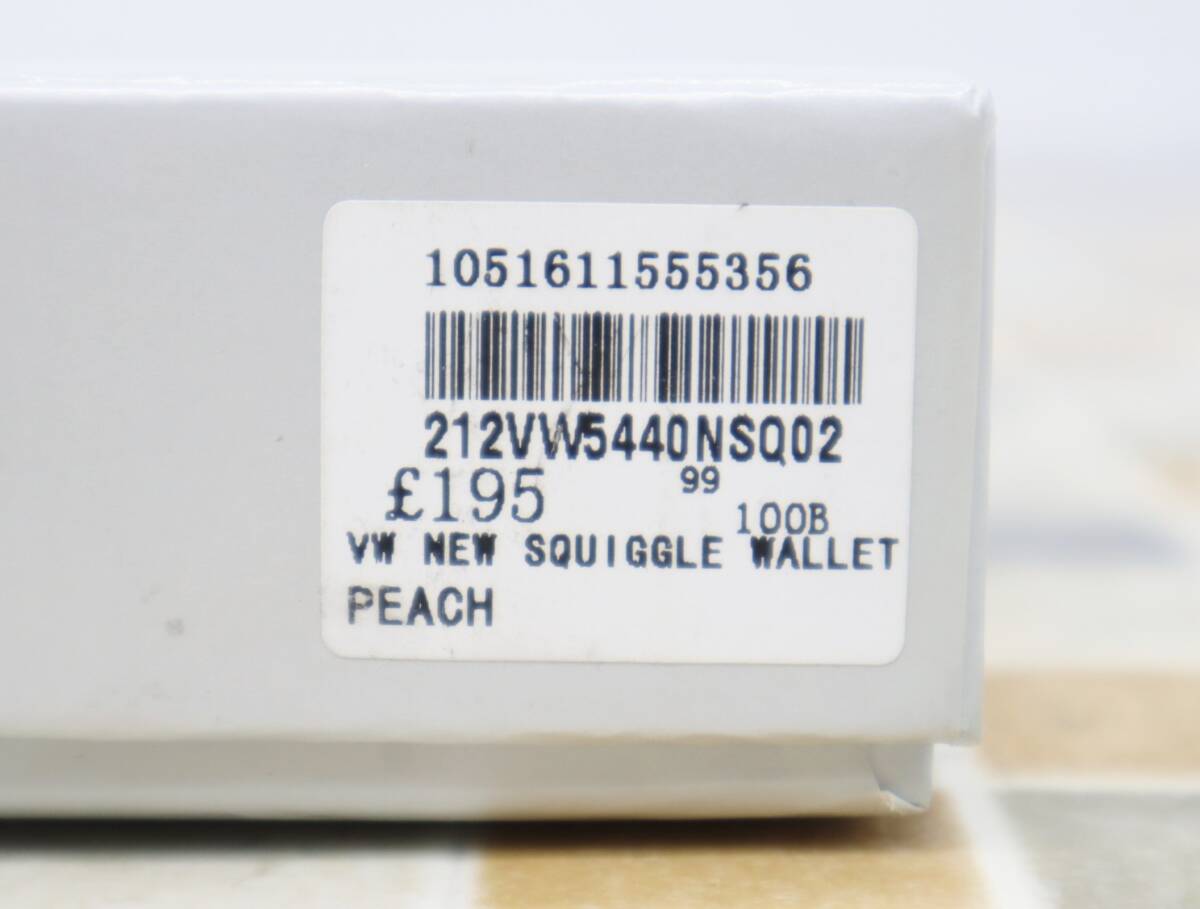 1051611555356
212VW5440NSQ02
£195 99 100B
VW NEW SQUIGGLE WALLET
PEACH